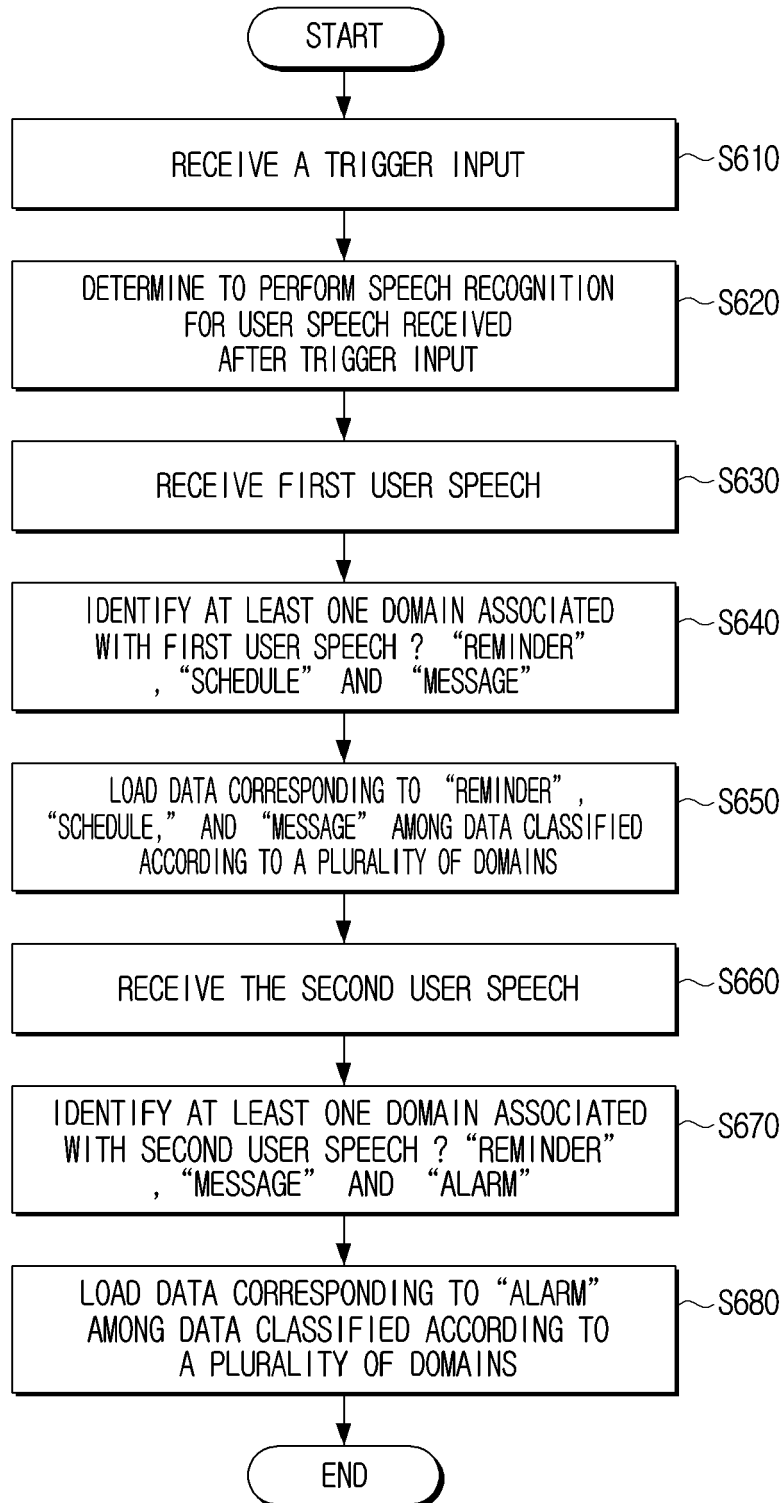 START
RECEIVE A TRIGGER INPUT
S610
DETERMINE TO PERFORM SPEECH RECOGNITION
FOR USER SPEECH RECEIVED
AFTER TRIGGER INPUT
S620
RECEIVE FIRST USER SPEECH
S630
IDENTIFY AT LEAST ONE DOMAIN ASSOCIATED
WITH FIRST USER SPEECH ? “REMINDER”
, “SCHEDULE” AND “MESSAGE”
S640
LOAD DATA CORRESPONDING TO “REMINDER” ,
“SCHEDULE,” AND “MESSAGE” AMONG DATA CLASSIFIED
ACCORDING TO A PLURALITY OF DOMAINS
S650
RECEIVE THE SECOND USER SPEECH
S660
IDENTIFY AT LEAST ONE DOMAIN ASSOCIATED
WITH SECOND USER SPEECH ? “REMINDER”
, “MESSAGE” AND “ALARM”
S670
LOAD DATA CORRESPONDING TO “ALARM”
AMONG DATA CLASSIFIED ACCORDING TO
A PLURALITY OF DOMAINS
S680
END